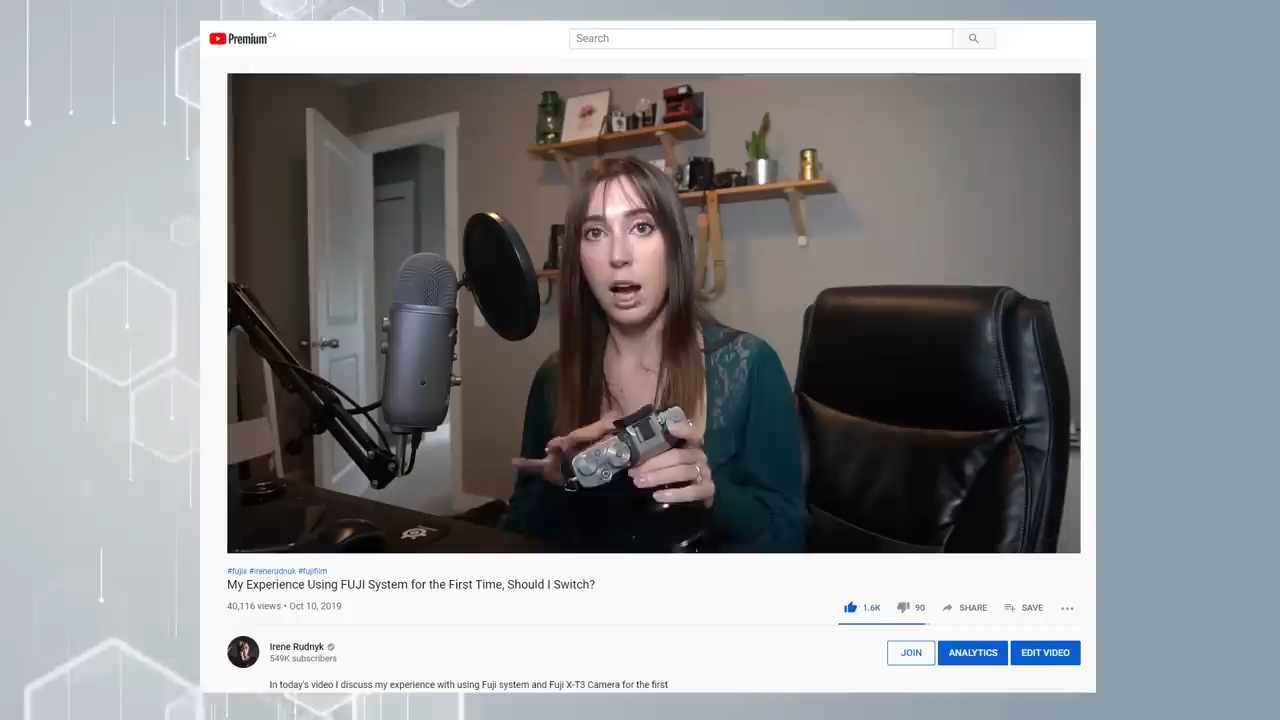 Premium CA
Search
#fujix #irenerudnuk #fujifilm
My Experience Using FUJI System for the First Time, Should I Switch?
40,116 views • Oct 10, 2019
1.6K
90
SHARE
SAVE
Irene Rudnyk
549K subscribers
JOIN
ANALYTICS
EDIT VIDEO
In today's video I discuss my experience with using Fuji system and Fuji X-T3 Camera for the first